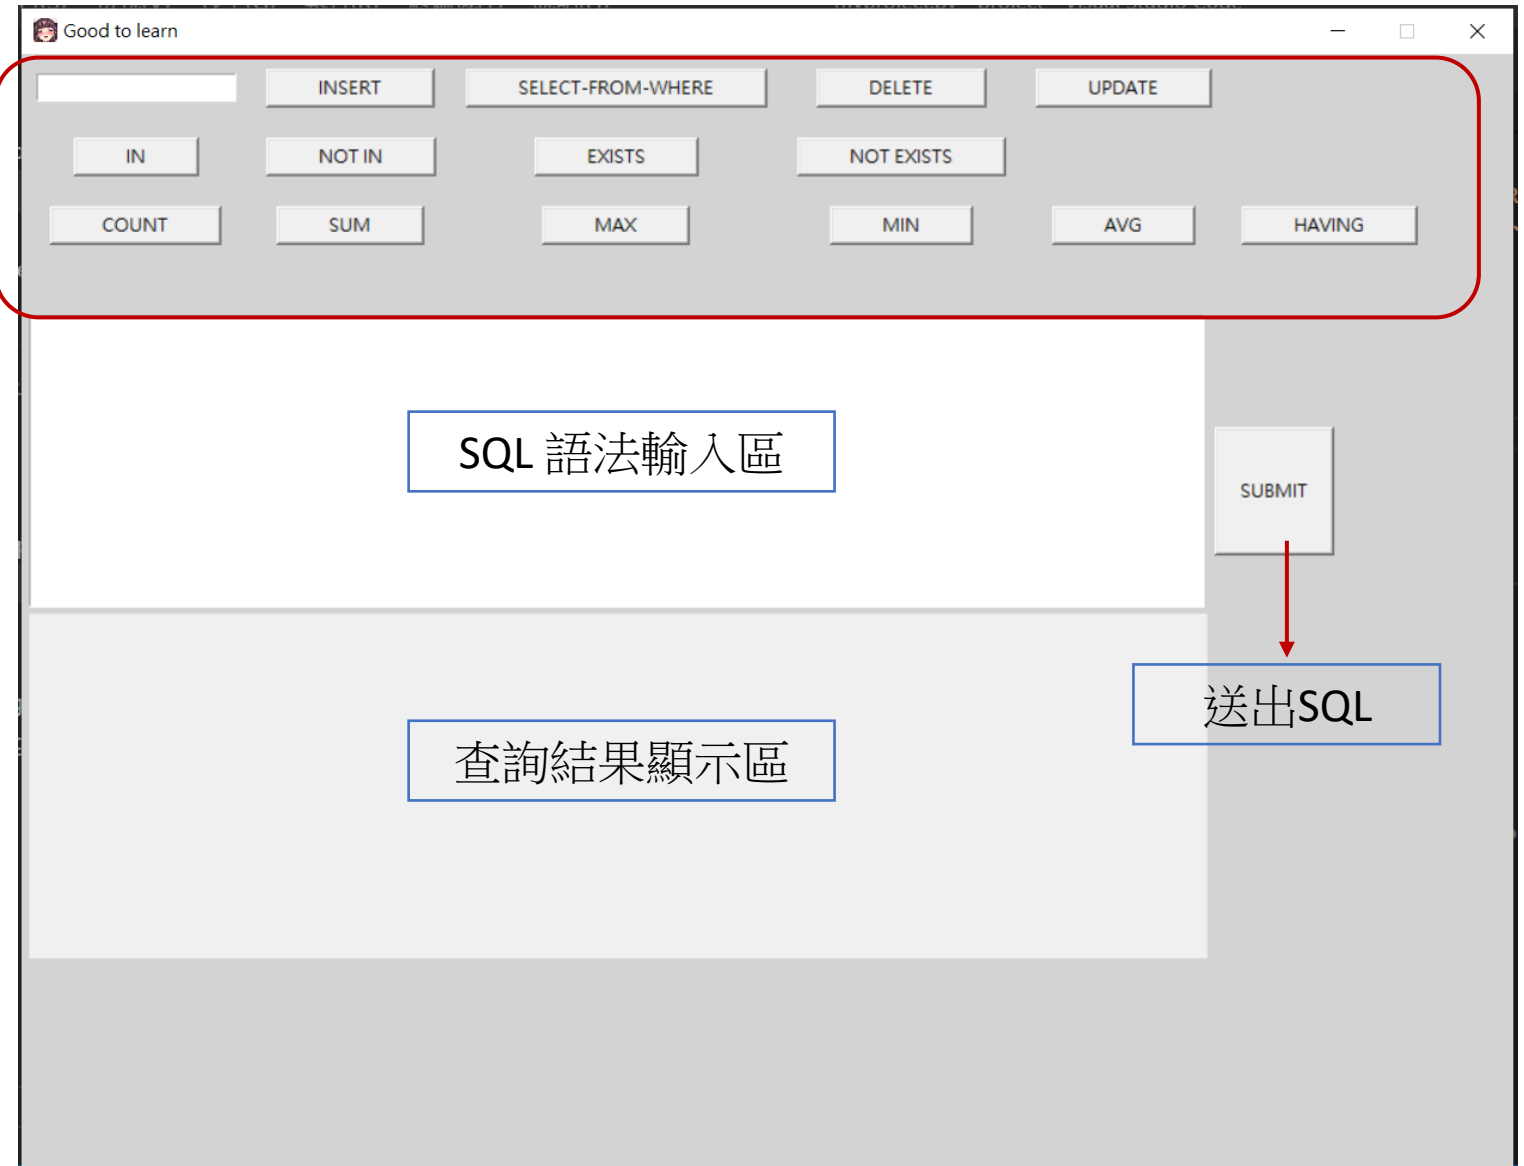 Good to learn
INSERT SELECT-FROM-WHERE DELETE UPDATE
IN NOT IN EXISTS NOT EXISTS
COUNT SUM MAX MIN AVG HAVING
SQL 語法輸入區
SUBMIT
送出SQL
查詢結果顯示區